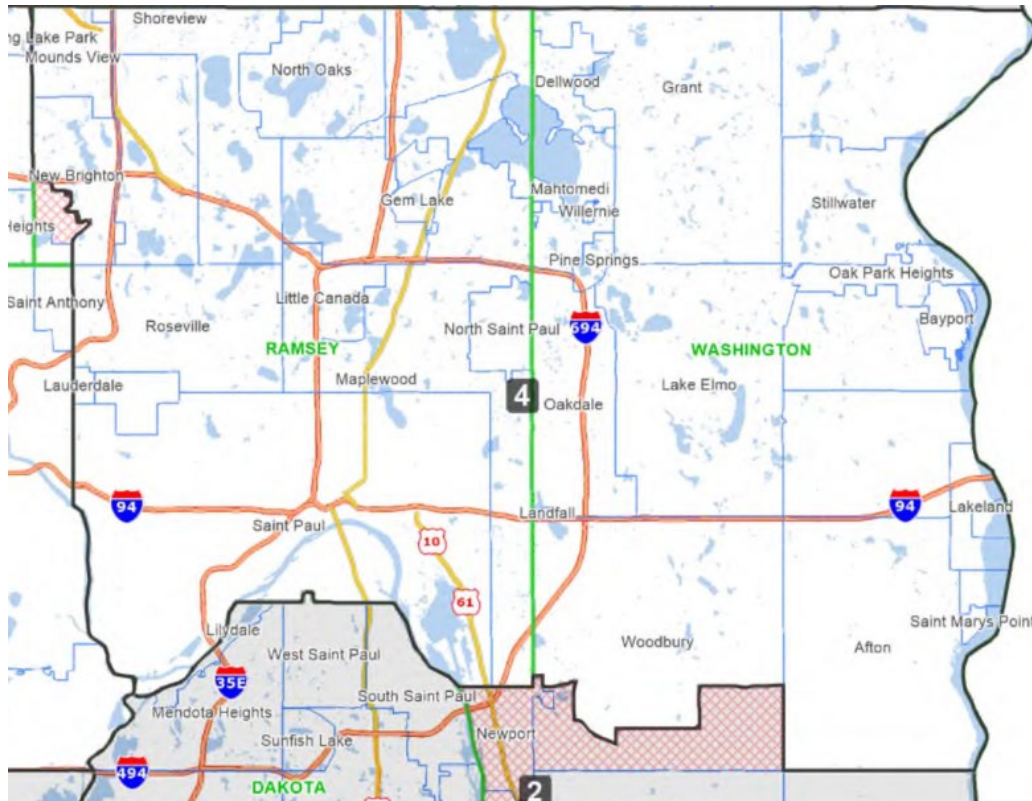 Shoreview
ng Lake Park
Mounds View
North Oaks
Dellwood
Grant
New Brighton
Mahtomedi
Gem Lake
Willernie
Stillwater
Heights
Pine Springs
Oak Park Heights
Saint Anthony
Little Canada
Roseville
North Saint Paul
694
Bayport
RAMSEY
WASHINGTON
Maplewood
Lauderdale
Lake Elmo
4
Oakdale
94
Landfall
94
Lakeland
Saint Paul
10
61
Saint Marys Point
Lilydale
Woodbury
Afton
West Saint Paul
35E
South Saint Paul
Mendota Heights
Newport
Sunfish Lake
494
DAKOTA
2